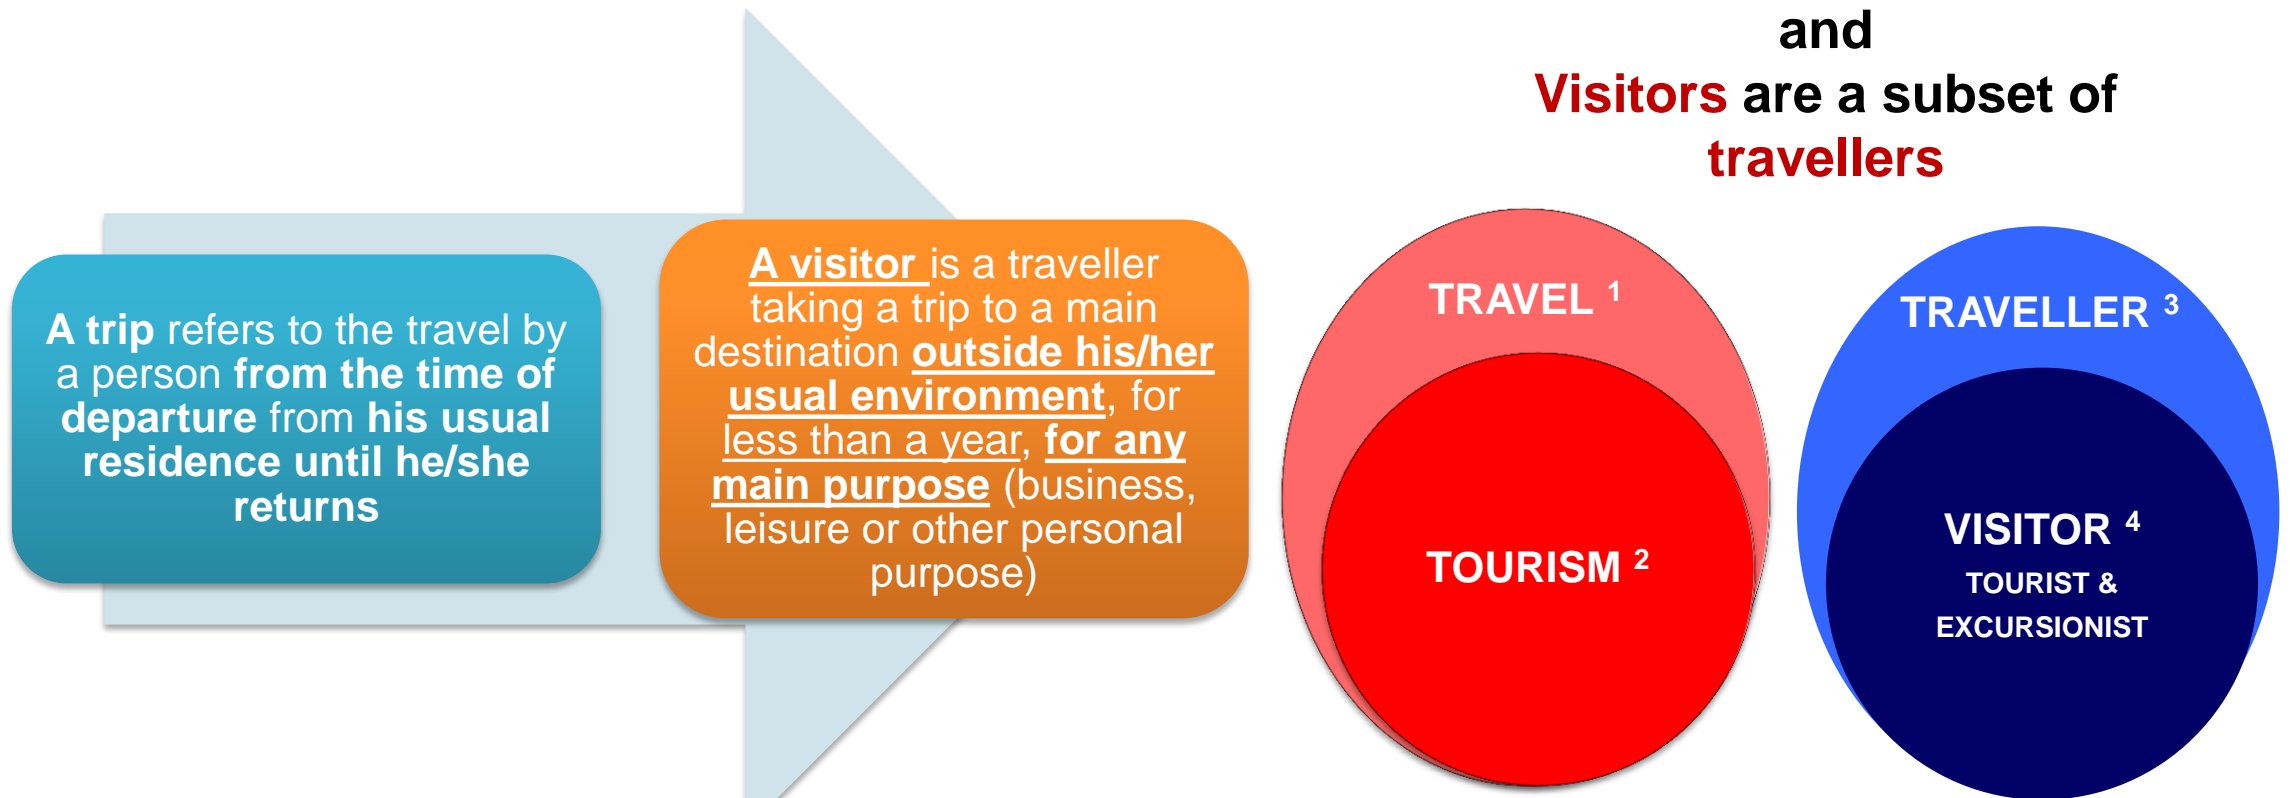 and
Visitors are a subset of
travellers
A trip refers to the travel by
a person from the time of
departure from his usual
residence until he/she
returns
A visitor is a traveller
taking a trip to a main
destination outside his/her
usual environment, for
less than a year, for any
main purpose (business,
leisure or other personal
purpose)
TRAVEL 1
TOURISM 2
TRAVELLER 3
VISITOR 4
TOURIST &
EXCURSIONIST